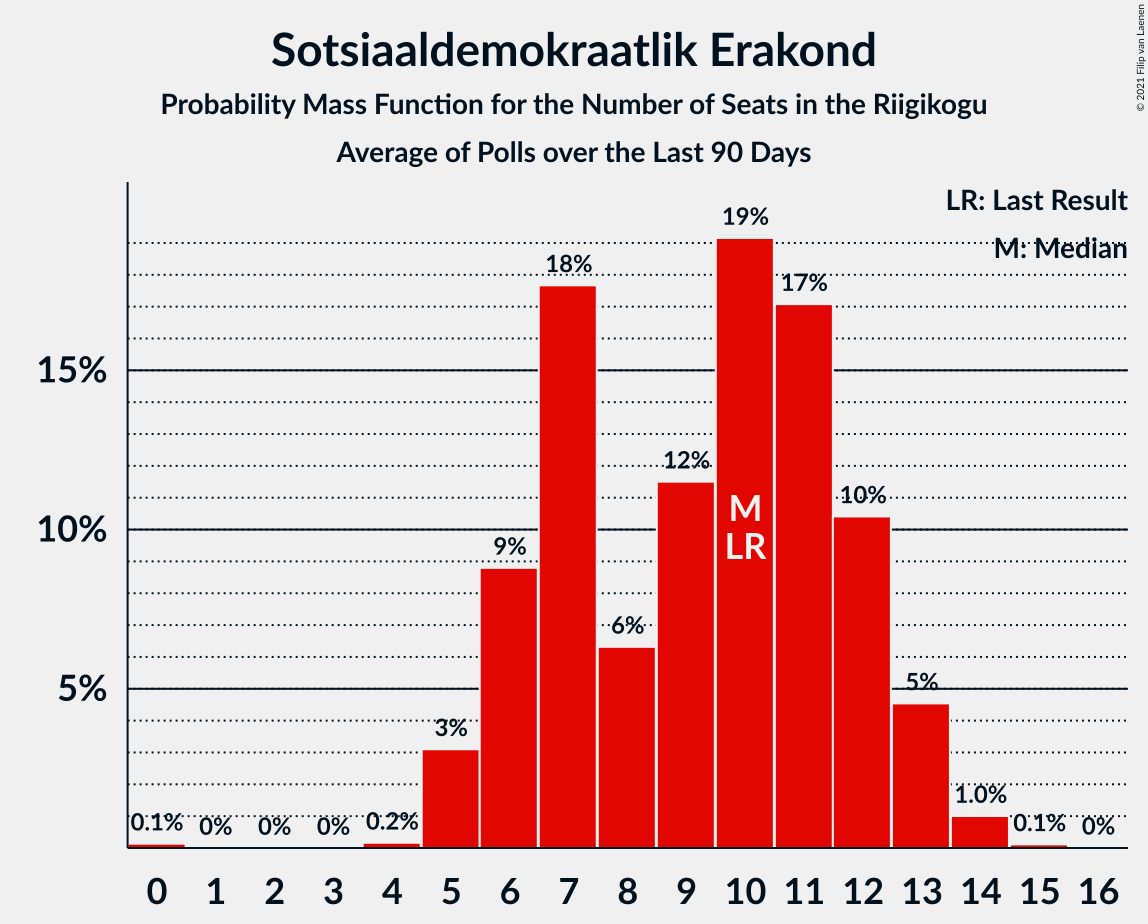 Sotsiaaldemokraatlik Erakond
Probability Mass Function for the Number of Seats in the Riigikogu
Average of Polls over the Last 90 Days
© 2021 Filip van Laenen
LR: Last Result
M: Median
15%
10%
5%
0.1%
0%
0%
0%
0.2%
3%
9%
18%
6%
12%
19%
17%
10%
5%
1.0%
0.1%
0%
M
LR
0 1 2 3 4 5 6 7 8 9 10 11 12 13 14 15 16